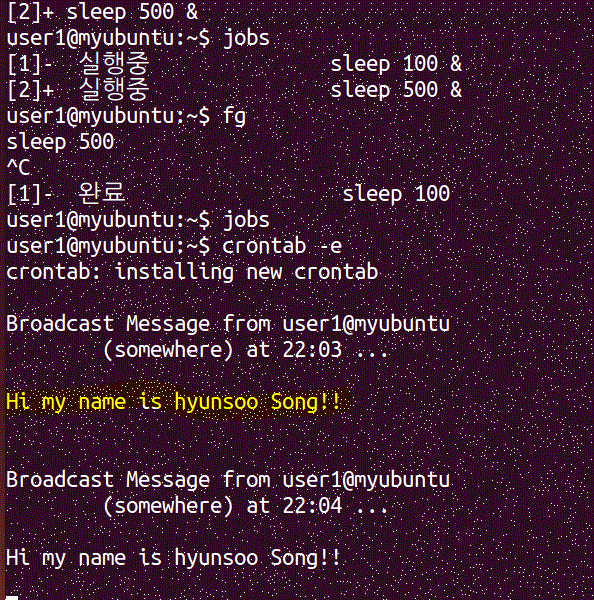 [2]+ sleep 500 &
user1@myubuntu:~$ jobs
[1]-  실행중               sleep 100 &
[2]+  실행중               sleep 500 &
user1@myubuntu:~$ fg
sleep 500
^C
[1]-  완료                  sleep 100
user1@myubuntu:~$ jobs
user1@myubuntu:~$ crontab -e
crontab: installing new crontab
Broadcast Message from user1@myubuntu
        (somewhere) at 22:03 ...
Hi my name is hyunsoo Song!!
Broadcast Message from user1@myubuntu
        (somewhere) at 22:04 ...
Hi my name is hyunsoo Song!!